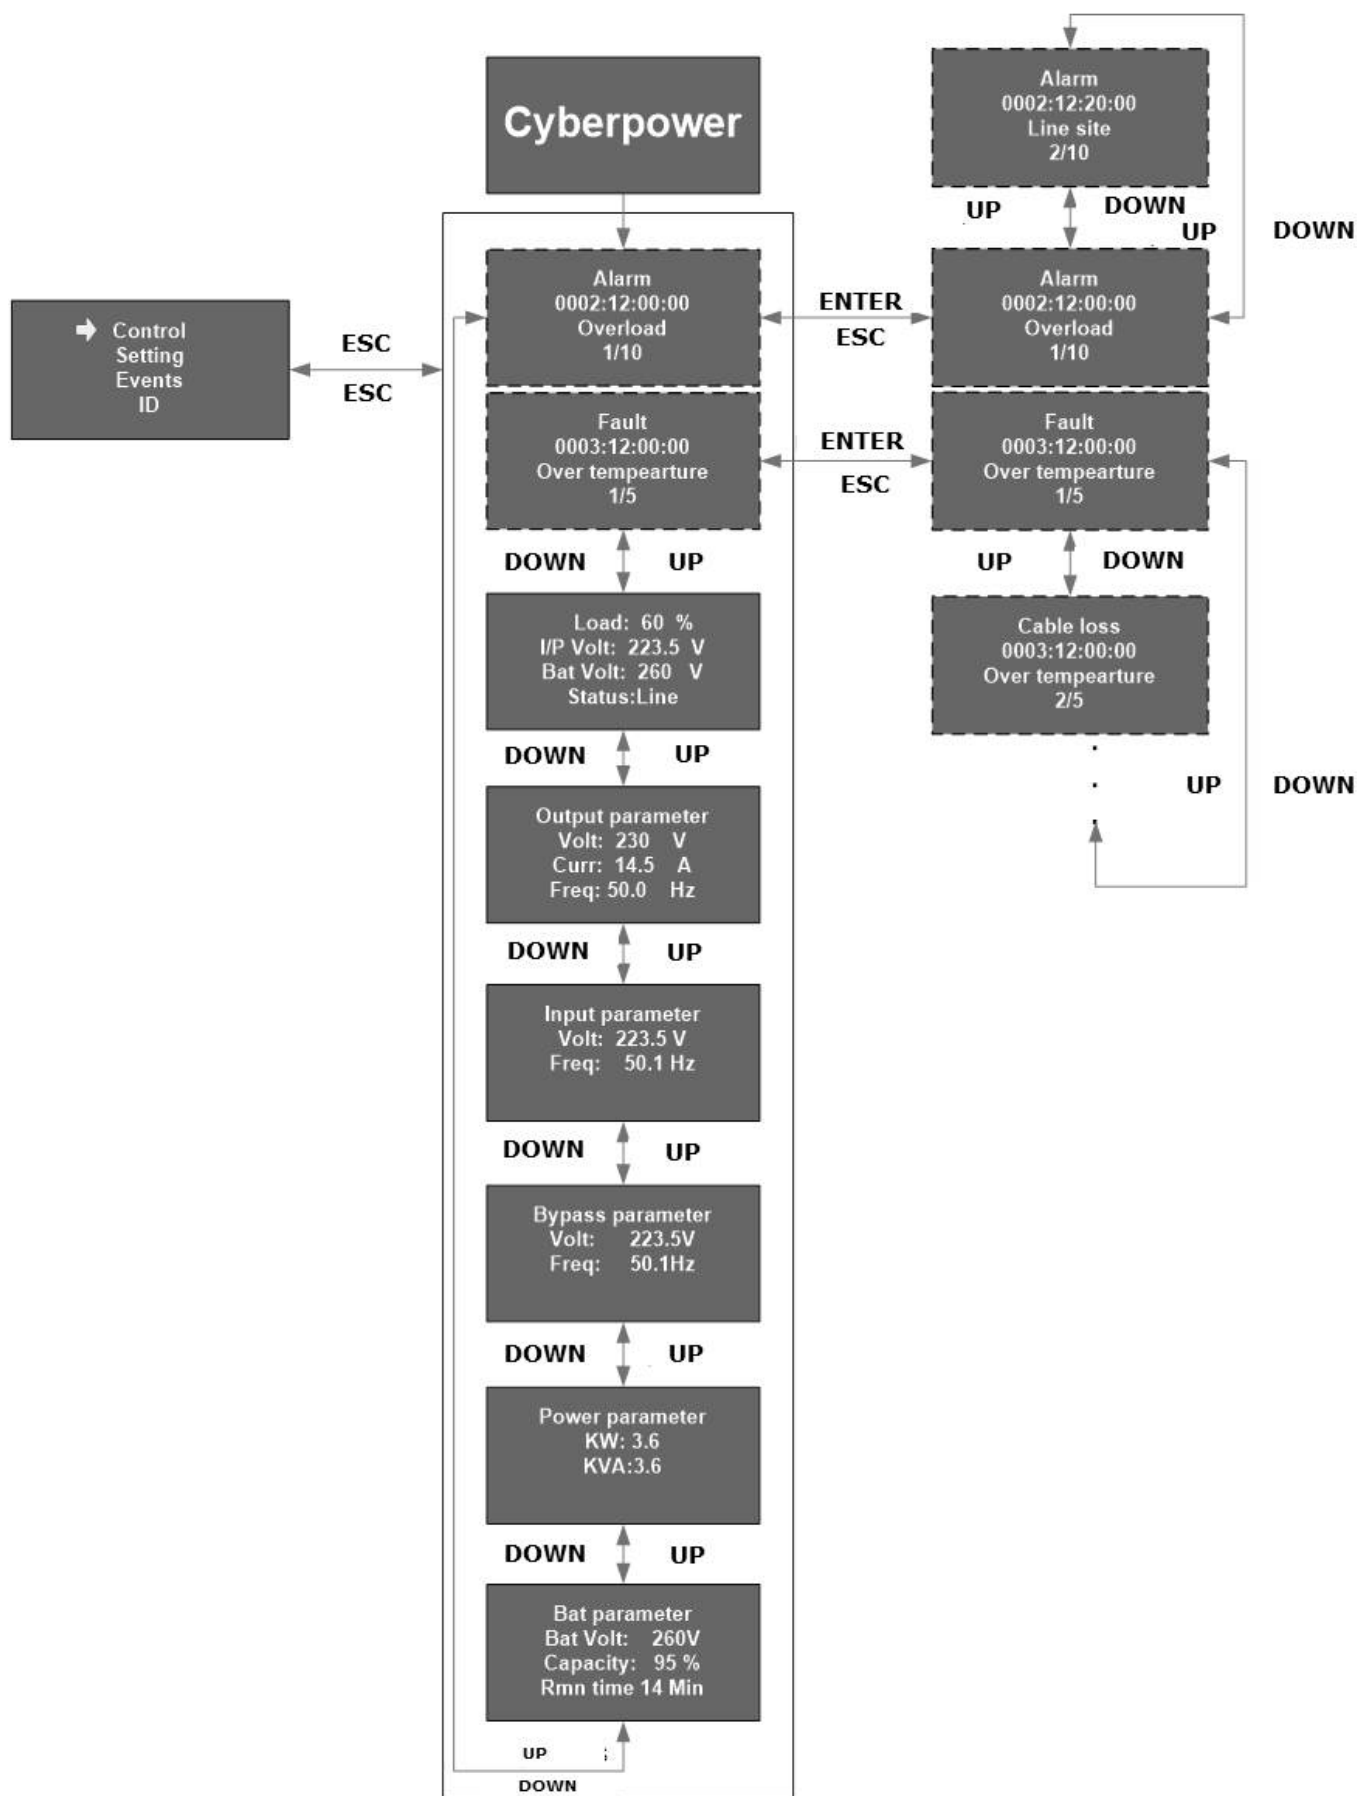 Cyberpower
Alarm
0002:12:20:00
Line site
2/10
UP
DOWN
UP
DOWN
Control
Setting
Events
ID
ESC
ESC
Alarm
0002:12:00:00
Overload
1/10
ENTER
ESC
Alarm
0002:12:00:00
Overload
1/10
Fault
0003:12:00:00
Over tempearture
1/5
ENTER
ESC
Fault
0003:12:00:00
Over tempearture
1/5
DOWN
UP
UP
DOWN
Load: 60 %
I/P Volt: 223.5 V
Bat Volt: 260 V
Status:Line
Cable loss
0003:12:00:00
Over tempearture
2/5
DOWN
UP
UP
DOWN
Output parameter
Volt: 230 V
Curr: 14.5 A
Freq: 50.0 Hz
DOWN
UP
Input parameter
Volt: 223.5 V
Freq: 50.1 Hz
DOWN
UP
Bypass parameter
Volt: 223.5V
Freq: 50.1Hz
DOWN
UP
Power parameter
KW: 3.6
KVA:3.6
DOWN
UP
Bat parameter
Bat Volt: 260V
Capacity: 95 %
Rmn time 14 Min
UP
DOWN